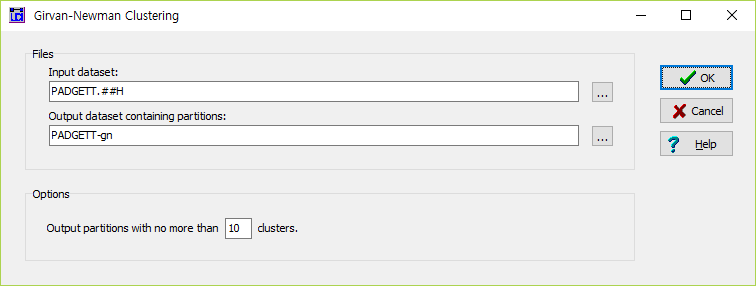 Girvan-Newman Clustering
Files
Input dataset:
PADGETT.##H
...
Output dataset containing partitions:
PADGETT-gn
...
OK
Cancel
Help
Options
Output partitions with no more than 10 clusters.